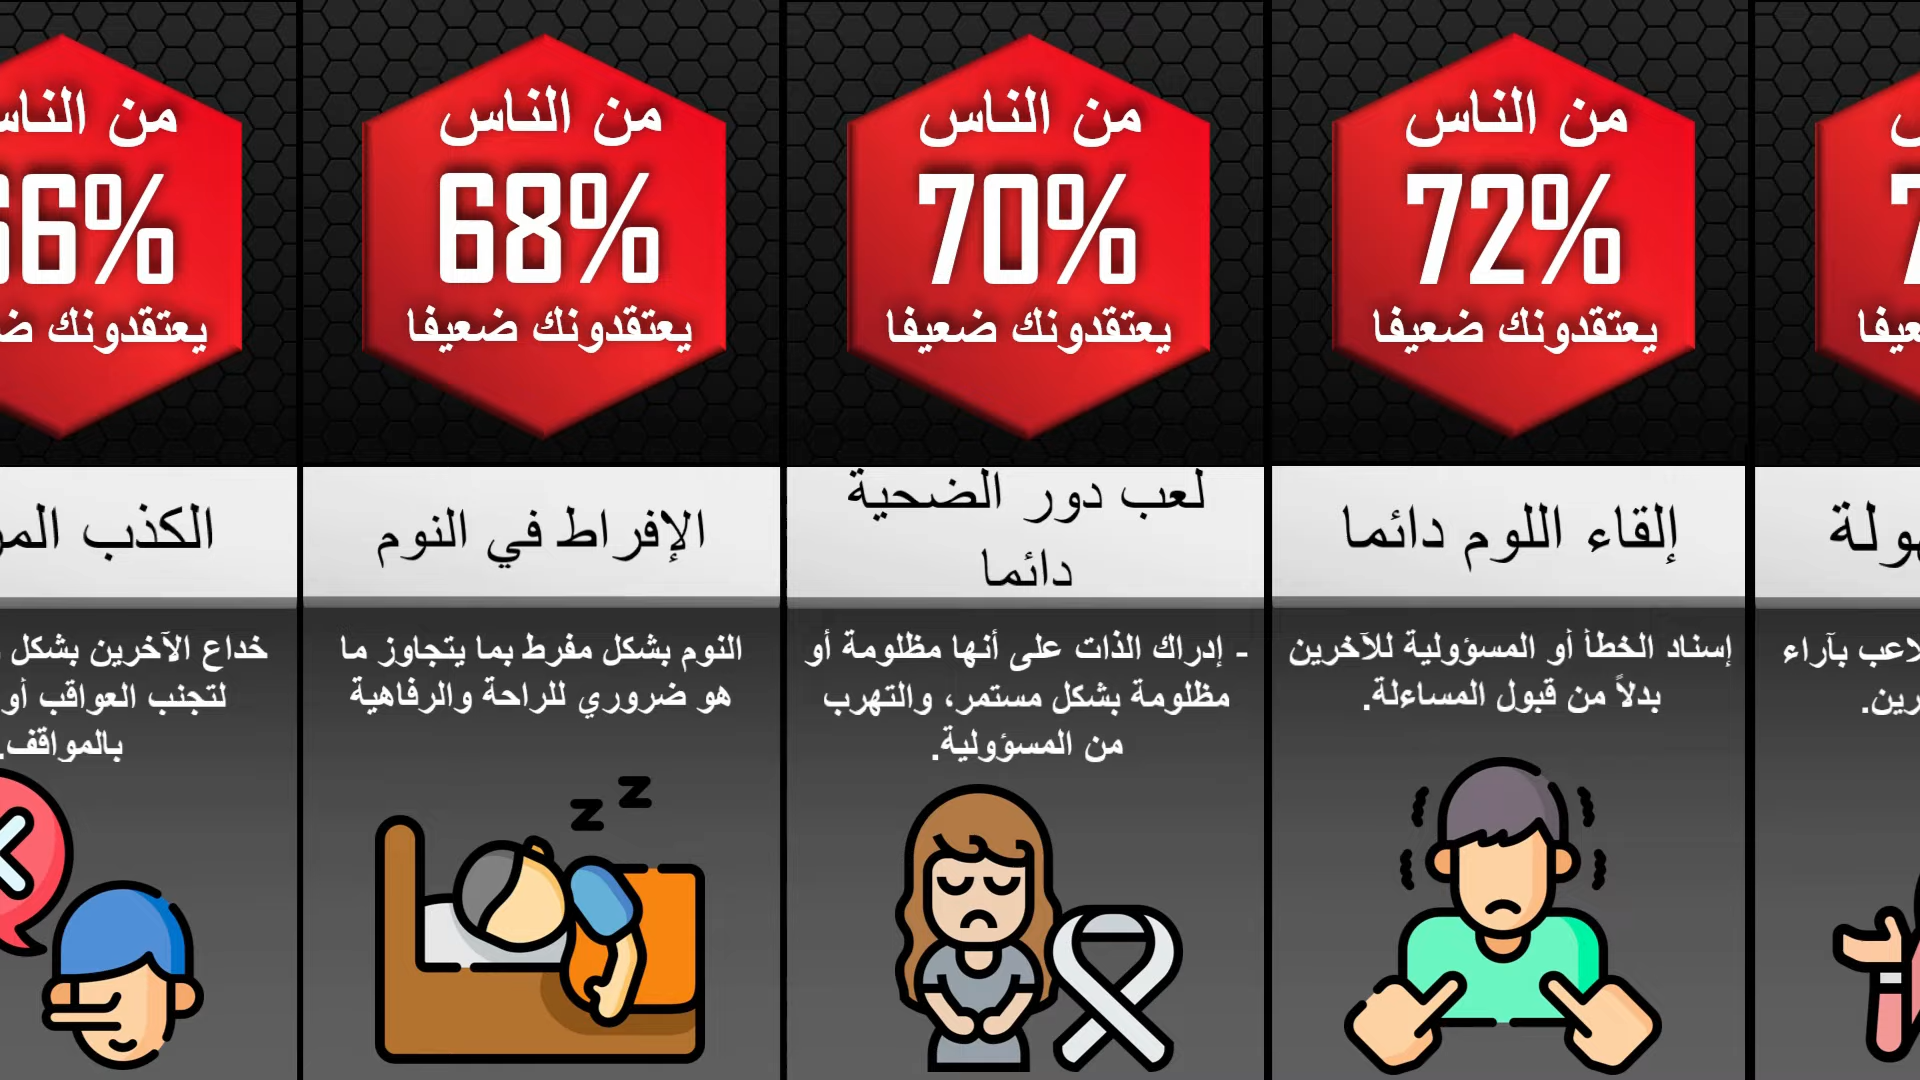 من الناس
66%
يعتقدونك
الكذب
خداع الآخرين بشكل
لتجنب العواقب أو
بالمواقف.
من الناس
68%
يعتقدونك ضعيفا
الإفراط في النوم
النوم بشكل مفرط بما يتجاوز ما
هو ضروري للراحة والرفاهية
z z
من الناس
70%
يعتقدونك ضعيفا
لعب دور الضحية
دائما
- إدراك الذات على أنها مظلومة أو
مظلومة بشكل مستمر، والتهرب
من المسؤولية.
من الناس
72%
يعتقدونك ضعيفا
إلقاء اللوم دائما
إسناد الخطأ أو المسؤولية للآخرين
بدلاً من قبول المساءلة.
بآراء